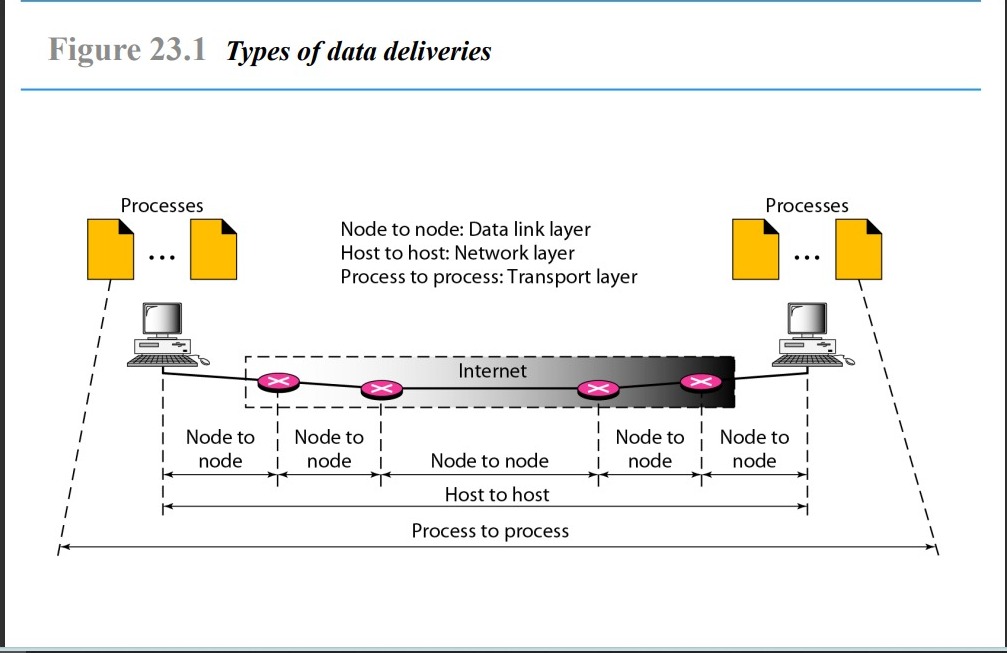 Figure 23.1 Types of data deliveries
Processes
Processes
Node to node: Data link layer
Host to host: Network layer
Process to process: Transport layer
...
...
Internet
Node to
node
Node to
node
Node to node
Node to
node
Node to
node
Host to host
Process to process